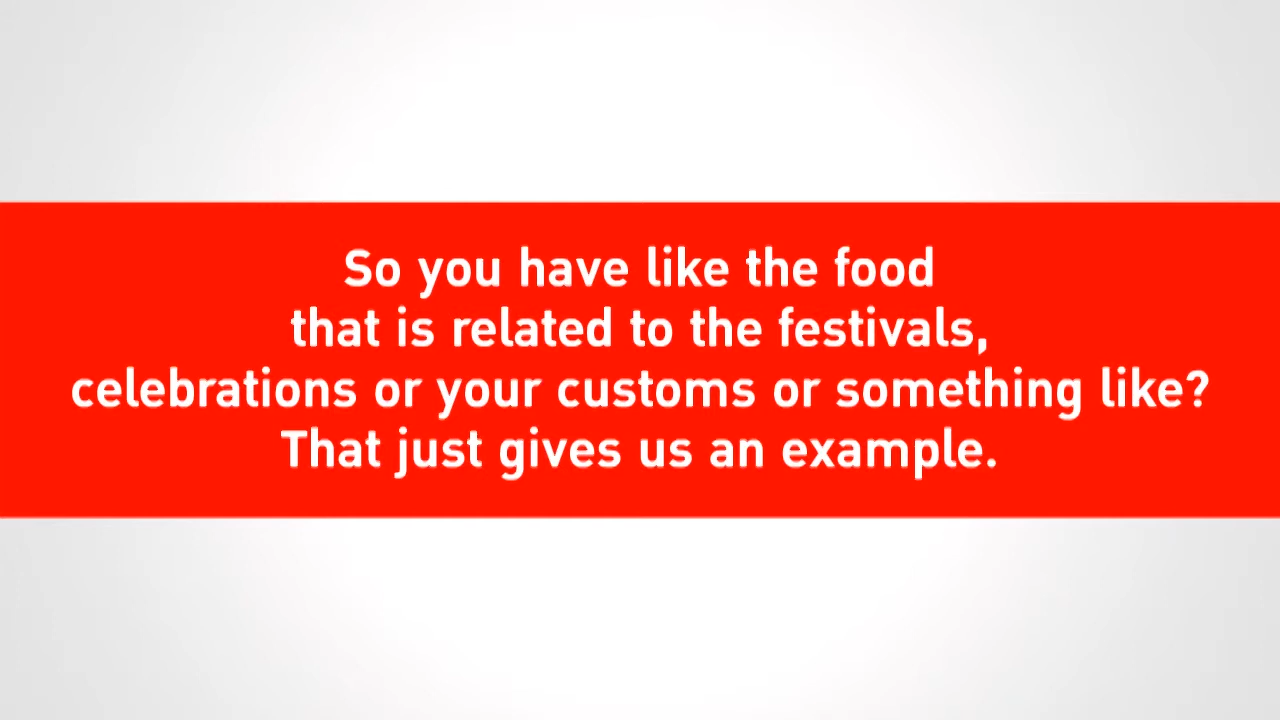 So you have like the food
that is related to the festivals,
celebrations or your customs or something like?
That just gives us an example.